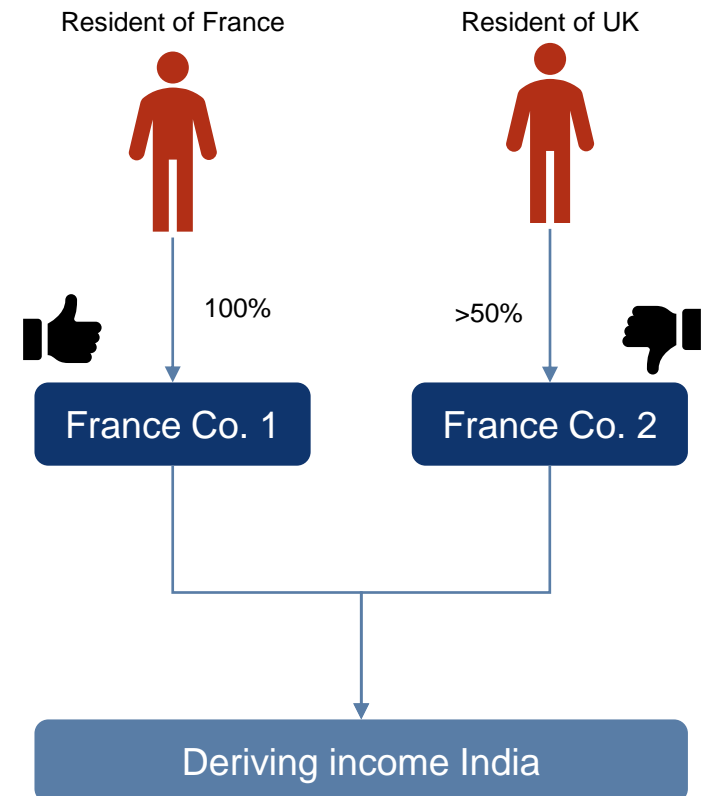 Resident of France
Resident of UK
100%
>50%
France Co. 1
France Co. 2
Deriving income India